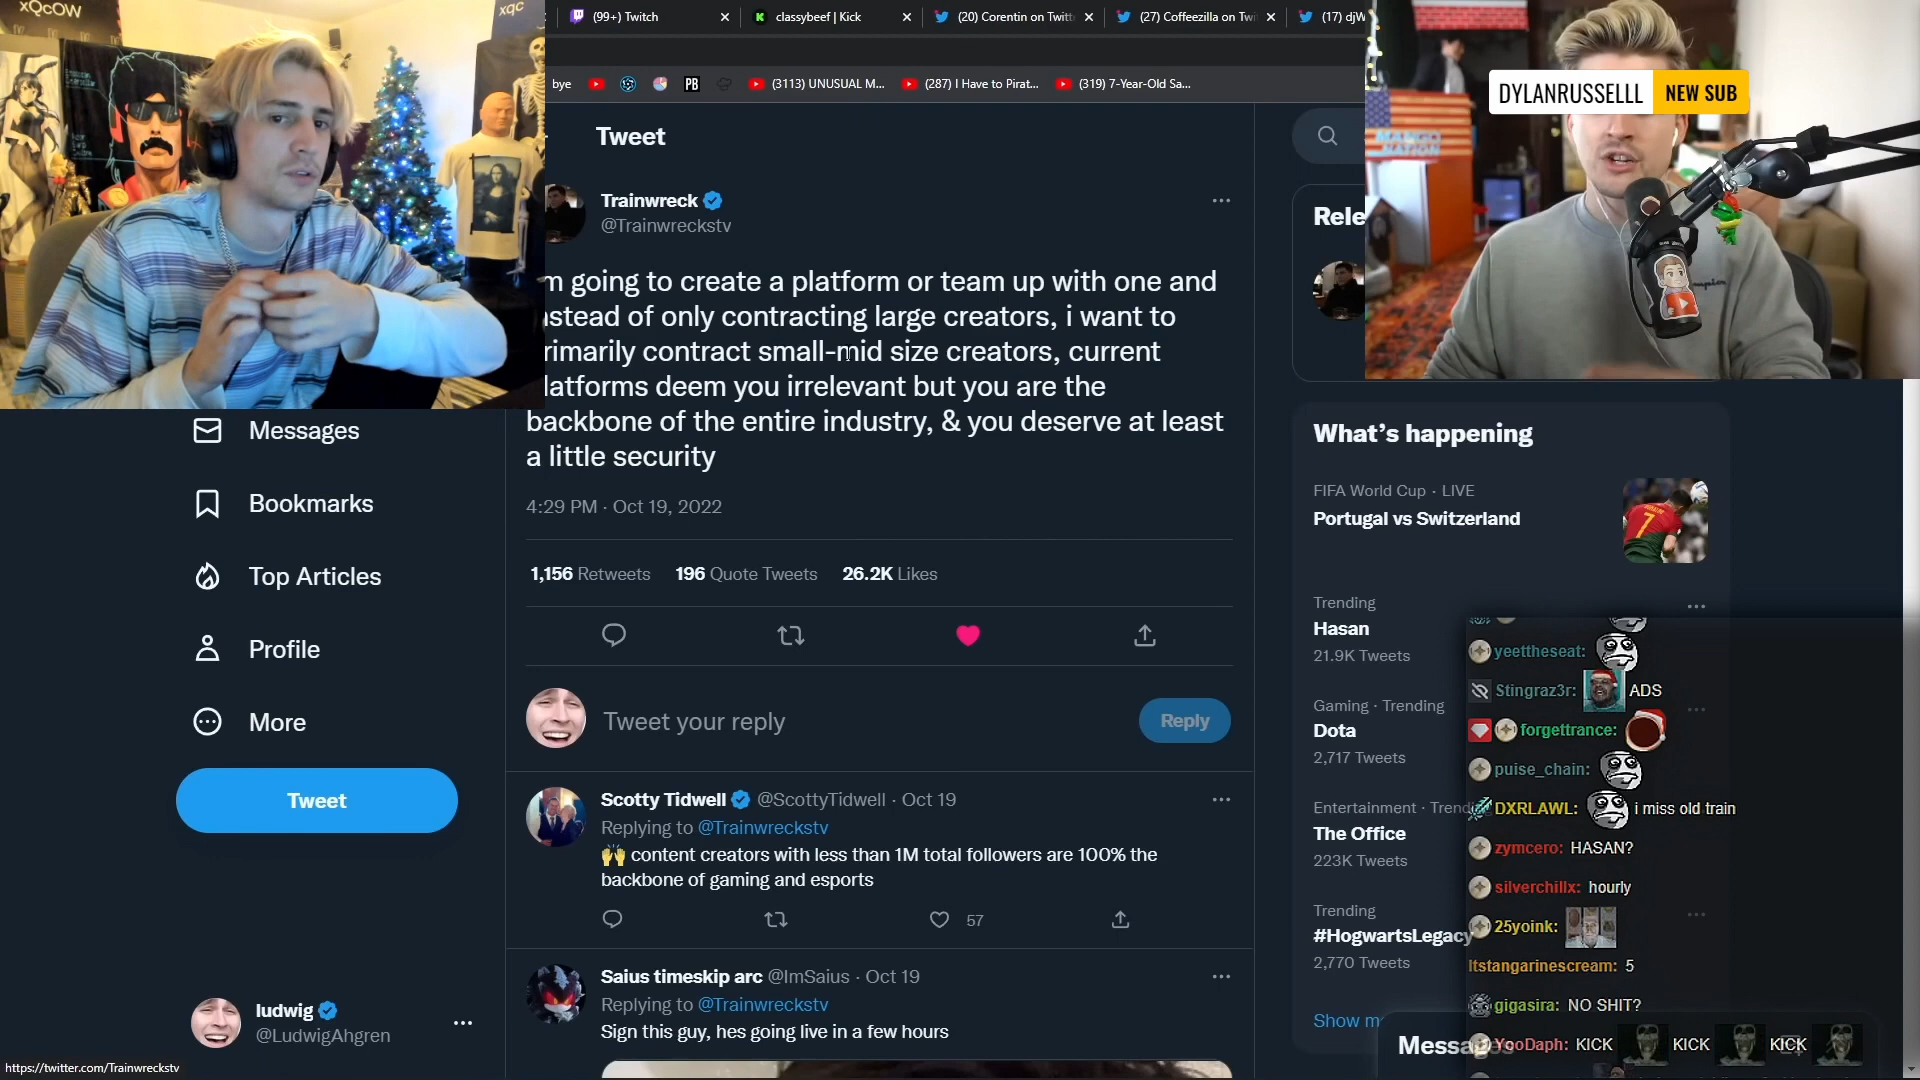 xQcOW
xqc
(99+) Twitch
classybeef | Kick
(20) Corentin on Twitt
(27) Coffeezilla on Twi
(17) djW
bye
PB
(3113) UNUSUAL M...
(287) I Have to Pirat...
(319) 7-Year-Old Sa...
DYLANRUSSELLL NEW SUB
MANGO
NATION
Tweet
Trainwreck
@Trainwreckstv
m going to create a platform or team up with one and
nstead of only contracting large creators, i want to
rimarily contract small-mid size creators, current
latforms deem you irrelevant but you are the
backbone of the entire industry, & you deserve at least
a little security
4:29 PM · Oct 19, 2022
1,156 Retweets 196 Quote Tweets 26.2K Likes
Tweet your reply
Reply
Scotty Tidwell @ScottyTidwell · Oct 19
Replying to @Trainwreckstv
🙌 content creators with less than 1M total followers are 100% the
backbone of gaming and esports
57
Saius timeskip arc @ImSaius · Oct 19
Replying to @Trainwreckstv
Sign this guy, hes going live in a few hours
Messages
Bookmarks
Top Articles
Profile
More
Tweet
ludwig
@LudwigAhgren
https://twitter.com/Trainwreckstv
Rele
What's happening
FIFA World Cup · LIVE
Portugal vs Switzerland
Trending
Hasan
21.9K Tweets
Gaming · Trending
Dota
2,717 Tweets
Entertainment · Trend
The Office
223K Tweets
Trending
#HogwartsLegacy
2,770 Tweets
Show m
Messages
yeettheseat:
Stingraz3r: ADS
forgettrance:
puise_chain:
DXRLAWL: i miss old train
zymcero: HASAN?
silverchillx: hourly
25yoink:
Itstangarinescream: 5
gigasira: NO SHIT?
YooDaph: KICK KICK KICK